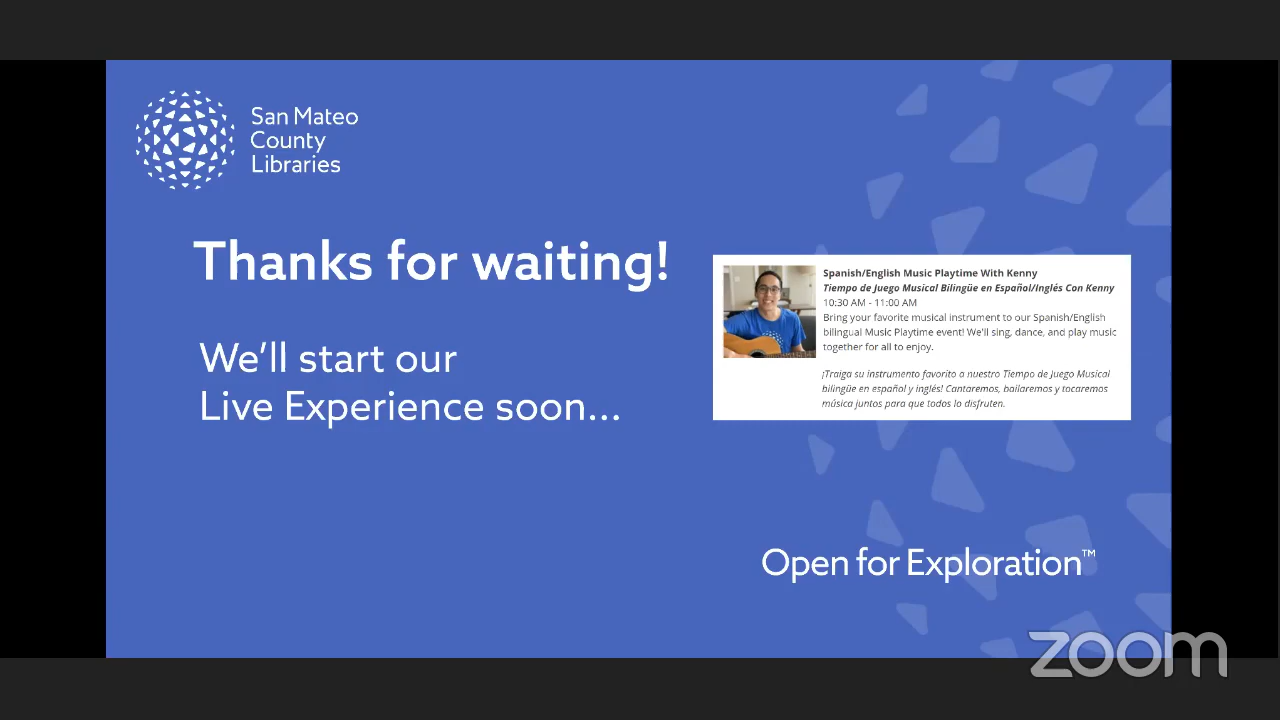 San Mateo
County
Libraries
Thanks for waiting!
We'll start our
Live Experience soon...
Spanish/English Music Playtime With Kenny
Tiempo de Juego Musical Bilingüe en Español/Inglés Con Kenny
10:30 AM - 11:00 AM
Bring your favorite musical instrument to our Spanish/English
bilingual Music Playtime event! We'll sing, dance, and play music
together for all to enjoy.
¡Traiga su instrumento favorito a nuestro Tiempo de Juego Musical
bilingüe en español y inglés! Cantaremos, bailaremos y tocaremos
música juntos para que todos lo disfruten.
Open for Exploration™
zoom